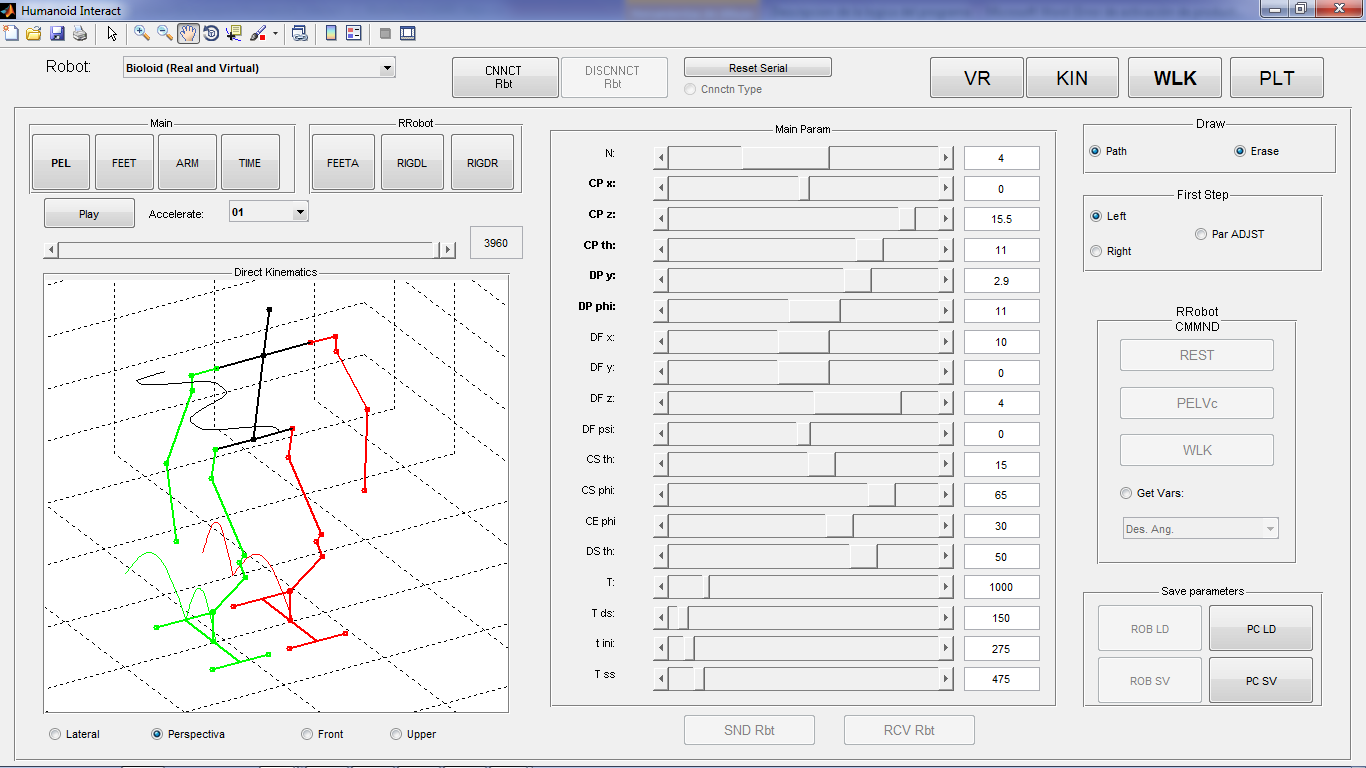 Humanoid Interact
Robot:
Bioloid (Real and Virtual)
CNNCT
Rbt
DISCNNCT
Rbt
Reset Serial
Cnnctn Type
VR
KIN
WLK
PLT
Main
PEL
FEET
ARM
TIME
RRobot
FEETA
RIGDL
RIGDR
Play
Accelerate:
01
3960
Direct Kinematics
Lateral
Perspectiva
Front
Upper
Main Param
N: 4
CP x: 0
CP z: 15.5
CP th: 11
DP y: 2.9
DP phi: 11
DF x: 10
DF y: 0
DF z: 4
DF psi: 0
CS th: 15
CS phi: 65
CE phi 30
DS th: 50
T: 1000
T ds: 150
t ini: 275
T ss 475
SND Rbt
RCV Rbt
Draw
Path
Erase
First Step
Left
Par ADJST
Right
RRobot
CMMND
REST
PELVc
WLK
Get Vars:
Des. Ang.
Save parameters
ROB LD
PC LD
ROB SV
PC SV